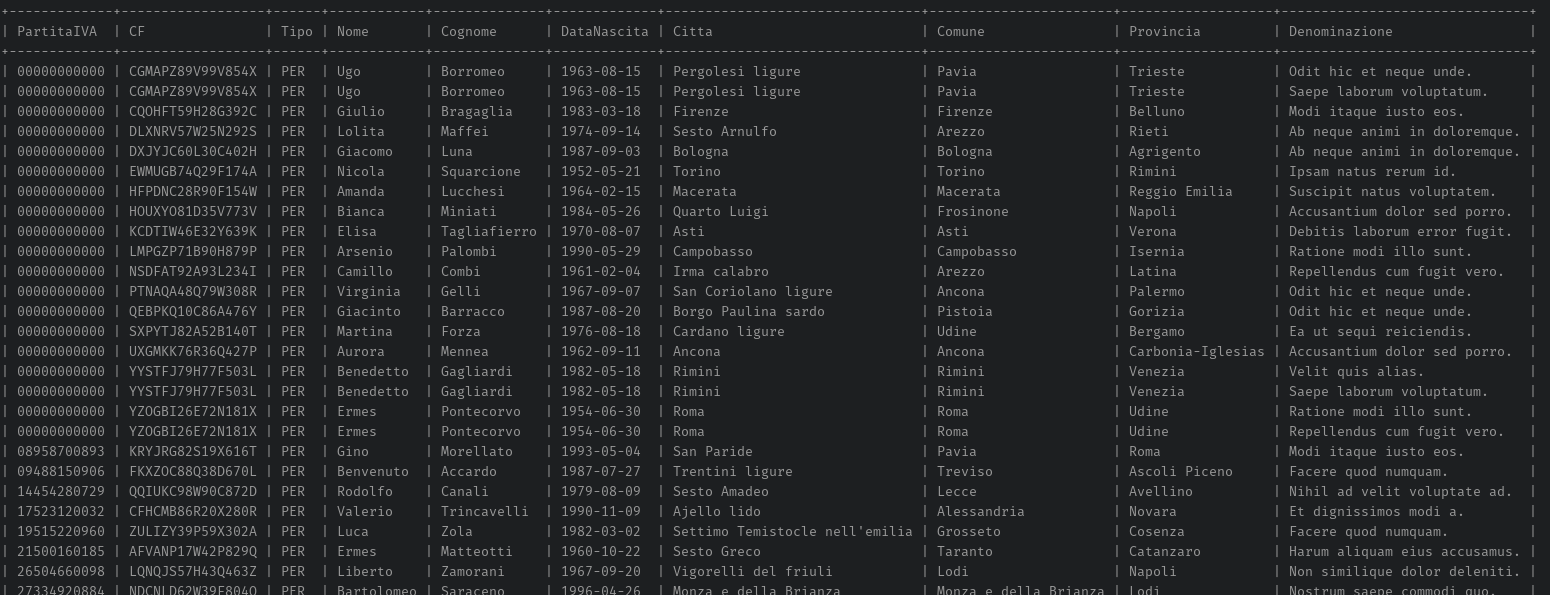 +-------------+------------------+------+------------+--------------+-------------+--------------------------------+-----------------------+-------------------+-------------------------------+
| PartitaIVA | CF | Tipo | Nome | Cognome | DataNascita | Citta | Comune | Provincia | Denominazione |
+-------------+------------------+------+------------+--------------+-------------+--------------------------------+-----------------------+-------------------+-------------------------------+
| 00000000000 | CGMAPZ89V99V854X | PER | Ugo | Borromeo | 1963-08-15 | Pergolesi ligure | Pavia | Trieste | Odit hic et neque unde. |
| 00000000000 | CGMAPZ89V99V854X | PER | Ugo | Borromeo | 1963-08-15 | Pergolesi ligure | Pavia | Trieste | Saepe laborum voluptatum. |
| 00000000000 | CQOHFT59H28G392C | PER | Giulio | Bragaglia | 1983-03-18 | Firenze | Firenze | Belluno | Modi itaque iusto eos. |
| 00000000000 | DLXNRV57W25N292S | PER | Lolita | Maffei | 1974-09-14 | Sesto Arnulfo | Arezzo | Rieti | Ab neque animi in doloremque. |
| 00000000000 | DXJYJC60L30C402H | PER | Giacomo | Luna | 1987-09-03 | Bologna | Bologna | Agrigento | Ab neque animi in doloremque. |
| 00000000000 | EWMUGB74Q29F174A | PER | Nicola | Squarcione | 1952-05-21 | Torino | Torino | Rimini | Ipsam natus rerum id. |
| 00000000000 | HFPDNC28R90F154W | PER | Amanda | Lucchesi | 1964-02-15 | Macerata | Macerata | Reggio Emilia | Suscipit natus voluptatem. |
| 00000000000 | HOUXYO81D35V773V | PER | Bianca | Miniati | 1984-05-26 | Quarto Luigi | Frosinone | Napoli | Accusantium dolor sed porro. |
| 00000000000 | KCDTIW46E32Y639K | PER | Elisa | Tagliafierro | 1970-08-07 | Asti | Asti | Verona | Debitis laborum error fugit. |
| 00000000000 | LMPGZP71B90H879P | PER | Arsenio | Palombi | 1990-05-29 | Campobasso | Campobasso | Isernia | Ratione modi illo sunt. |
| 00000000000 | NSDFAT92A93L234I | PER | Camillo | Combi | 1961-02-04 | Irma calabro | Arezzo | Latina | Repellendus cum fugit vero. |
| 00000000000 | PTNAQA48Q79W308R | PER | Virginia | Gelli | 1967-09-07 | San Coriolano ligure | Ancona | Palermo | Odit hic et neque unde. |
| 00000000000 | QEBPKQ10C86A476Y | PER | Giacinto | Barracco | 1987-08-20 | Borgo Paulina sardo | Pistoia | Gorizia | Odit hic et neque unde. |
| 00000000000 | SXPYTJ82A52B140T | PER | Martina | Forza | 1976-08-18 | Cardano ligure | Udine | Bergamo | Ea ut sequi reiciendis. |
| 00000000000 | UXGMKK76R36Q427P | PER | Aurora | Mennea | 1962-09-11 | Ancona | Ancona | Carbonia-Iglesias | Accusantium dolor sed porro. |
| 00000000000 | YYSTFJ79H77F503L | PER | Benedetto | Gagliardi | 1982-05-18 | Rimini | Rimini | Venezia | Velit quis alias. |
| 00000000000 | YYSTFJ79H77F503L | PER | Benedetto | Gagliardi | 1982-05-18 | Rimini | Rimini | Venezia | Saepe laborum voluptatum. |
| 00000000000 | YZOGBI26E72N181X | PER | Ermes | Pontecorvo | 1954-06-30 | Roma | Roma | Udine | Ratione modi illo sunt. |
| 00000000000 | YZOGBI26E72N181X | PER | Ermes | Pontecorvo | 1954-06-30 | Roma | Roma | Udine | Repellendus cum fugit vero. |
| 08958700893 | KRYJRG82S19X616T | PER | Gino | Morellato | 1993-05-04 | San Paride | Pavia | Roma | Modi itaque iusto eos. |
| 09488150906 | FKXZOC88Q38D670L | PER | Benvenuto | Accardo | 1987-07-27 | Trentini ligure | Treviso | Ascoli Piceno | Facere quod numquam. |
| 14454280729 | QQIUKC98W90C872D | PER | Rodolfo | Canali | 1979-08-09 | Sesto Amadeo | Lecce | Avellino | Nihil ad velit voluptate ad. |
| 17523120032 | CFHCMB86R20X280R | PER | Valerio | Trincavelli | 1990-11-09 | Ajello lido | Alessandria | Novara | Et dignissimos modi a. |
| 19515220960 | ZULIZY39P59X302A | PER | Luca | Zola | 1982-03-02 | Settimo Temistocle nell'emilia | Grosseto | Cosenza | Facere quod numquam. |
| 21500160185 | AFVANP17W42P829Q | PER | Ermes | Matteotti | 1960-10-22 | Sesto Greco | Taranto | Catanzaro | Harum aliquam eius accusamus. |
| 26504660098 | LQNQJS57H43Q463Z | PER | Liberto | Zamorani | 1967-09-20 | Vigorelli del friuli | Lodi | Napoli | Non similique dolor deleniti. |
| 27334920884 | NDCNLD62W39F804Q | PER | Bartolomeo | Saraceno | 1996-04-26 | Monza e della Brianza | Monza e della Brianza | Lodi | Nostrum saepe commodi quo. |